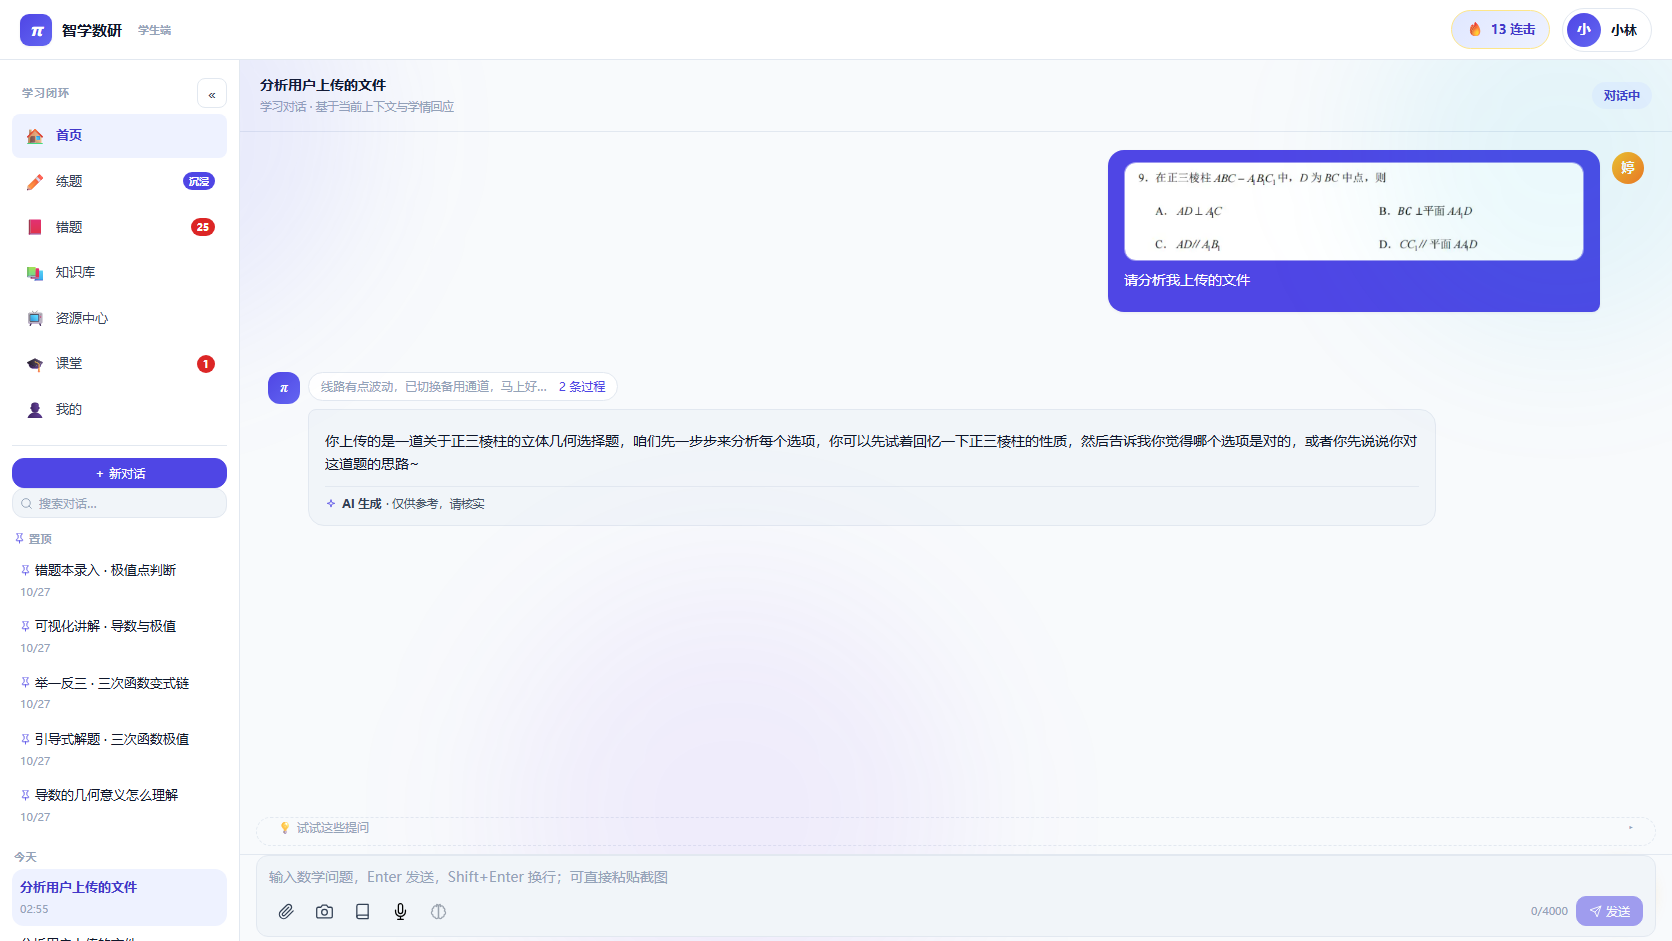 π 智学数研 学生端
13 连击
小 小林
学习闭环 «
首页
练题 沉浸
错题 25
知识库
资源中心
课堂 1
我的
+ 新对话
搜索对话...
置顶
错题本录入 · 极值点判断
10/27
可视化讲解 · 导数与极值
10/27
举一反三 · 三次函数变式链
10/27
引导式解题 · 三次函数极值
10/27
导数的几何意义怎么理解
10/27
今天
分析用户上传的文件
02:55
分析用户上传的文件
分析用户上传的文件
学习对话 · 基于当前上下文与学情回应
对话中
婷
9. 在正三棱柱 ABC − A₁B₁C₁ 中，D 为 BC 中点，则
A. AD ⊥ A₁C
B. BC ⊥平面 AA₁D
C. AD // A₁B₁
D. CC₁ // 平面 AA₁D
请分析我上传的文件
π
线路有点波动，已切换备用通道，马上好... 2 条过程
你上传的是一道关于正三棱柱的立体几何选择题，咱们先一步步来分析每个选项，你可以先试着回忆一下正三棱柱的性质，然后告诉我你觉得哪个选项是对的，或者你先说说你对
这道题的思路~
AI 生成 · 仅供参考，请核实
试试这些提问
输入数学问题，Enter 发送，Shift+Enter 换行；可直接粘贴截图
0/4000 发送